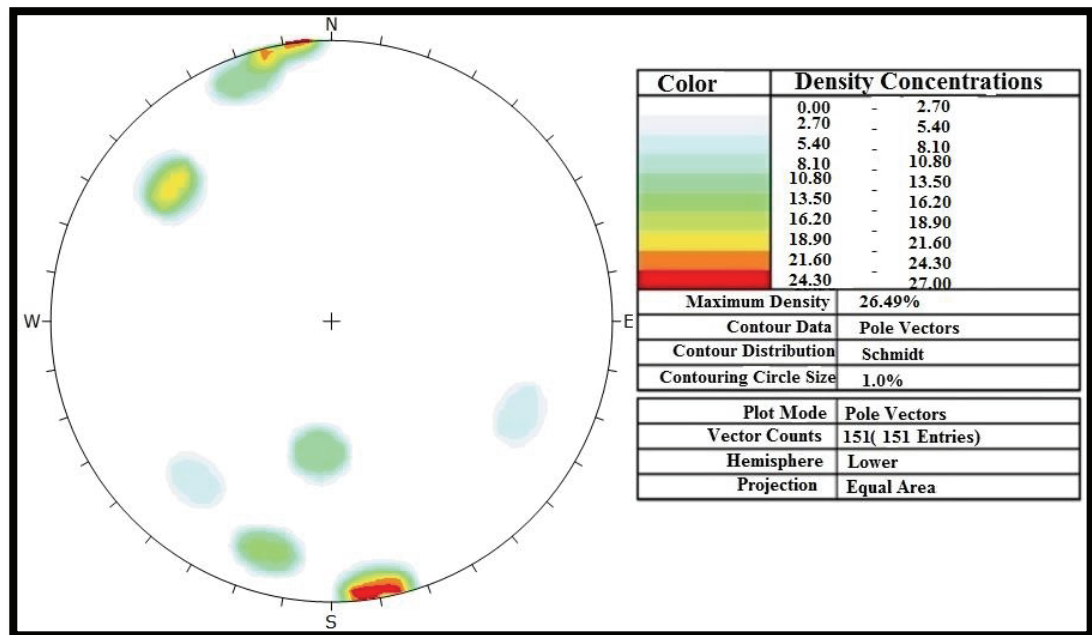 N
W
E
S
Color Density Concentrations
0.00 - 2.70
2.70 - 5.40
5.40 - 8.10
8.10 - 10.80
10.80 - 13.50
13.50 - 16.20
16.20 - 18.90
18.90 - 21.60
21.60 - 24.30
24.30 - 27.00
Maximum Density 26.49%
Contour Data Pole Vectors
Contour Distribution Schmidt
Contouring Circle Size 1.0%
Plot Mode Pole Vectors
Vector Counts 151( 151 Entries)
Hemisphere Lower
Projection Equal Area